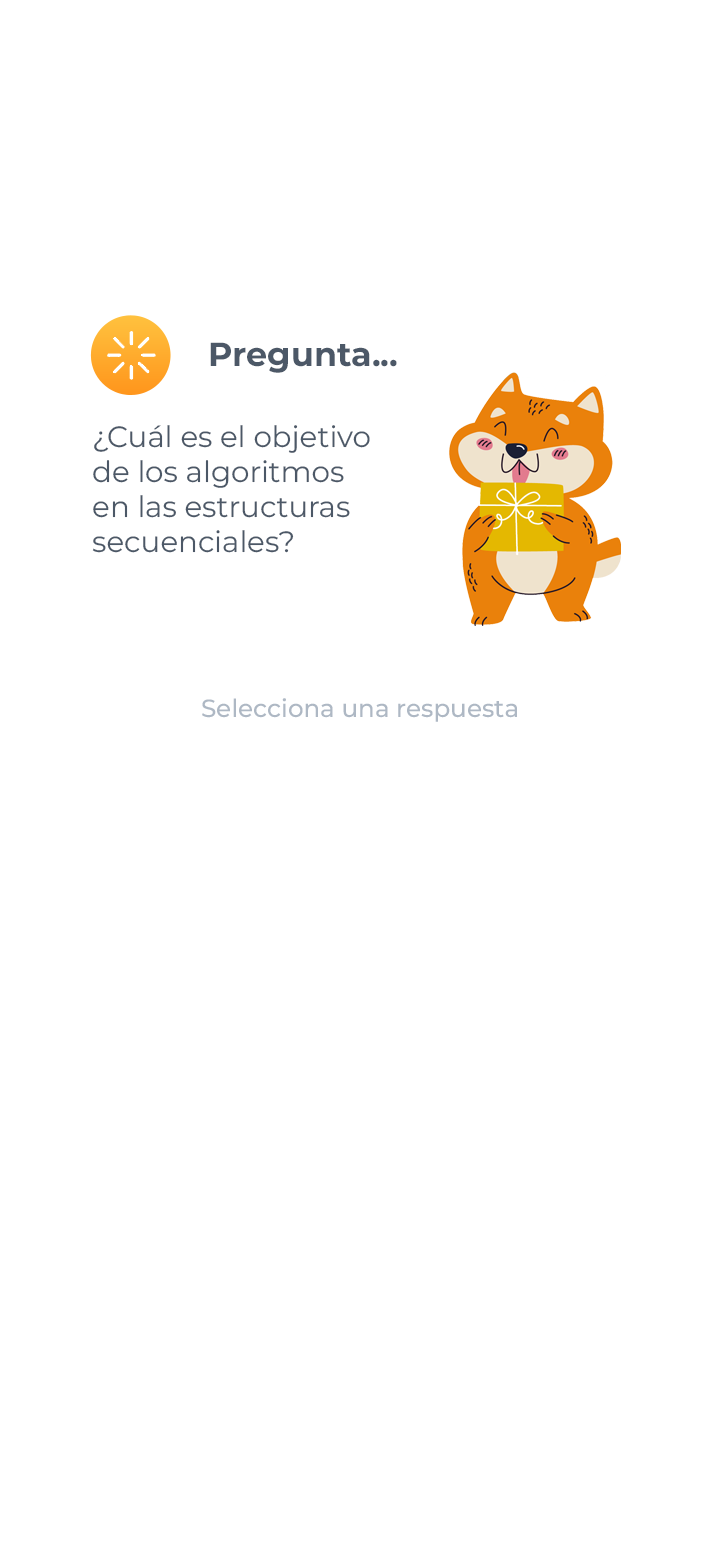 Pregunta...
¿Cuál es el objetivo
de los algoritmos
en las estructuras
secuenciales?
Selecciona una respuesta